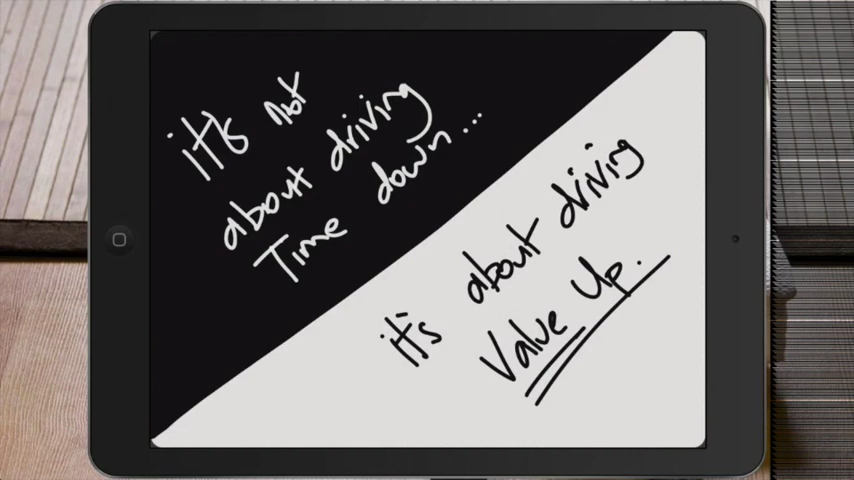 it's not
about driving
Time down...
it's about driving
Value Up.